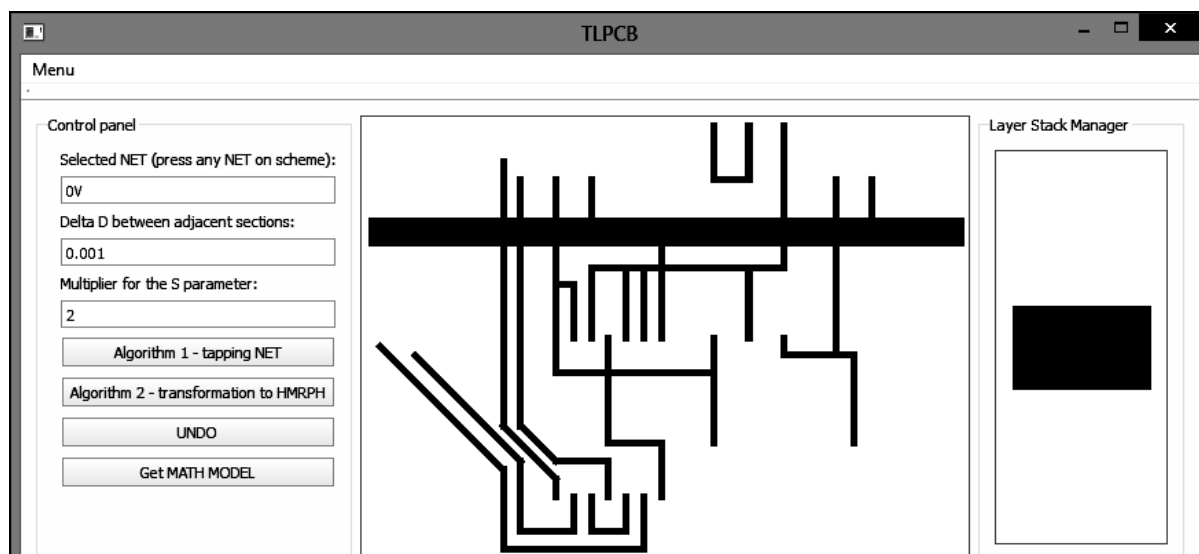 TLPCB
Menu
Control panel
Selected NET (press any NET on scheme):
0V
Delta D between adjacent sections:
0.001
Multiplier for the S parameter:
2
Algorithm 1 - tapping NET
Algorithm 2 - transformation to HMRPH
UNDO
Get MATH MODEL
Layer Stack Manager